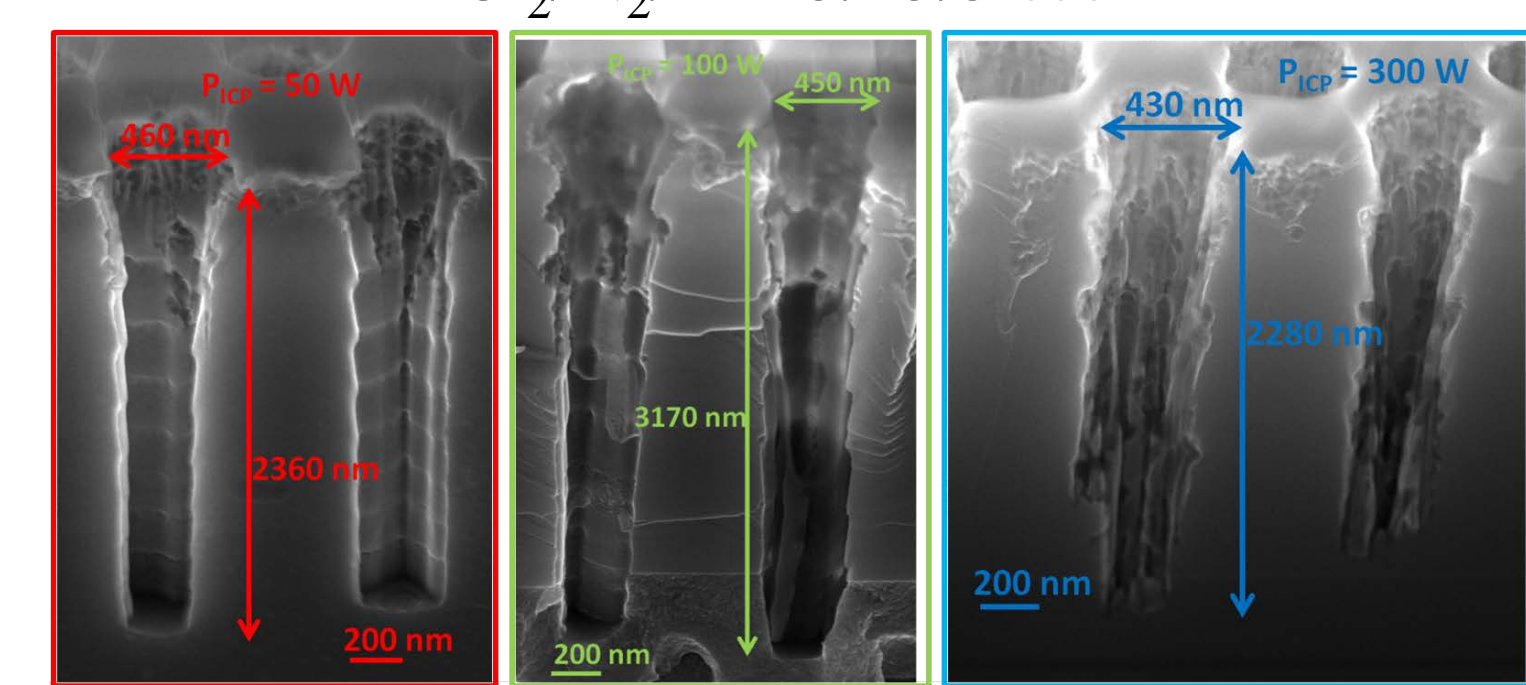 P_ICP = 50 W
460 nm
2360 nm
200 nm
P_ICP = 100 W
450 nm
3170 nm
200 nm
P_ICP = 300 W
430 nm
2280 nm
200 nm